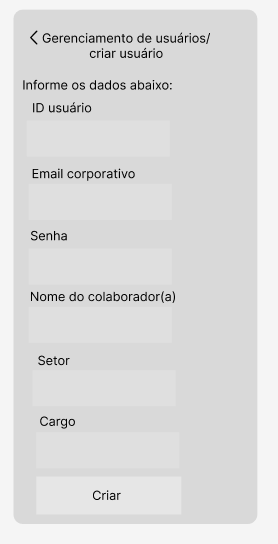 Gerenciamento de usuários/
criar usuário
Informe os dados abaixo:
ID usuário
Email corporativo
Senha
Nome do colaborador(a)
Setor
Cargo
Criar